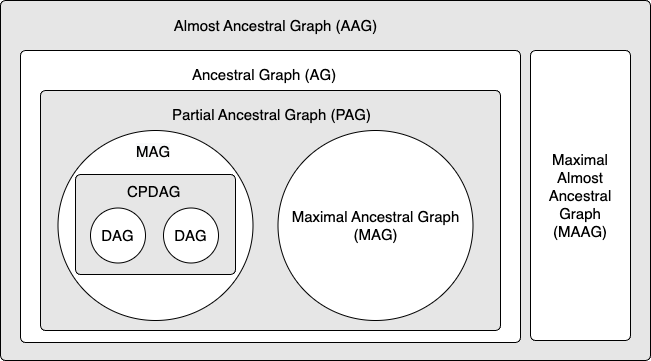 Almost Ancestral Graph (AAG)
Ancestral Graph (AG)
Partial Ancestral Graph (PAG)
MAG
CPDAG
DAG
DAG
Maximal Ancestral Graph
(MAG)
Maximal
Almost
Ancestral
Graph
(MAAG)